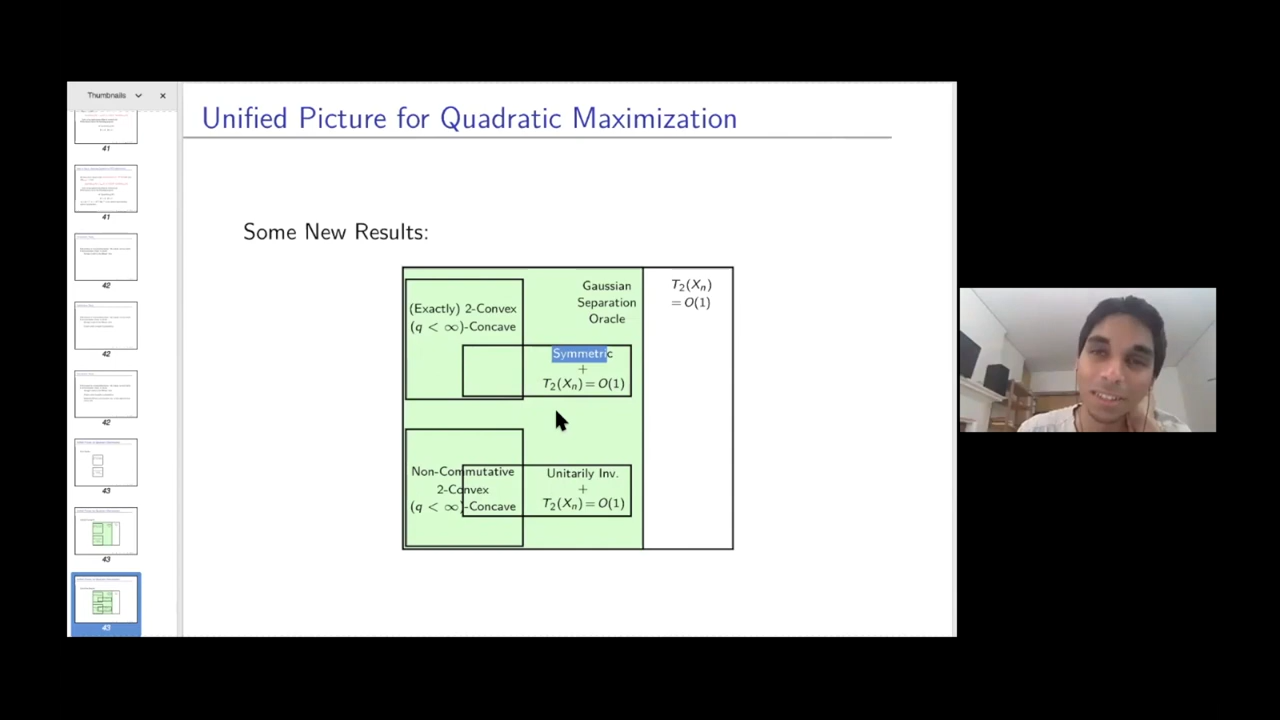 Thumbnails
41
41
42
42
42
43
43
43
Unified Picture for Quadratic Maximization
Some New Results:
(Exactly) 2-Convex
(q < ∞)-Concave
Gaussian
Separation
Oracle
T₂(Xₙ)
= O(1)
Symmetric
+
T₂(Xₙ) = O(1)
Non-Commutative
2-Convex
(q < ∞)-Concave
Unitarily Inv.
+
T₂(Xₙ) = O(1)